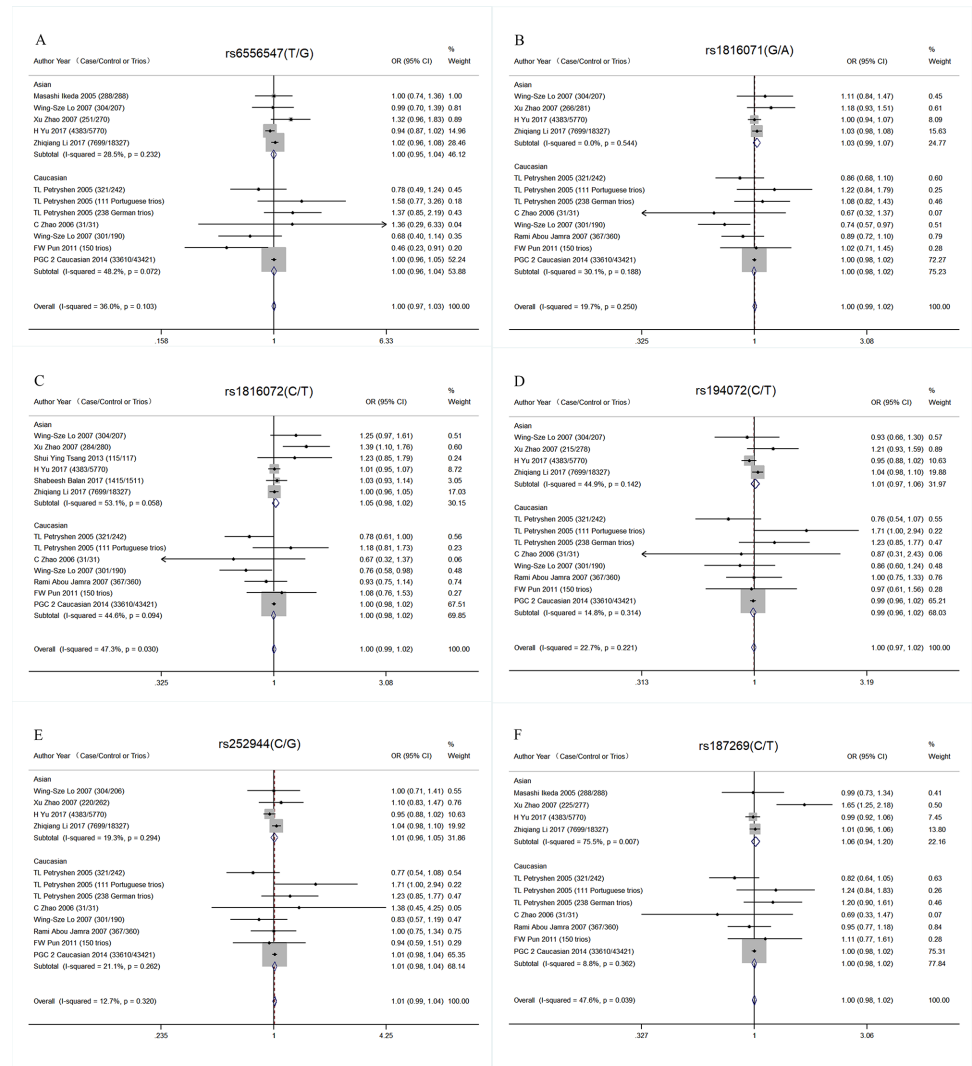 A
rs6556547(T/G)
%
Author Year (Case/Control or Trios) OR (95% CI) Weight
Asian
Masashi Ikeda 2005 (288/288) 1.00 (0.74, 1.36) 1.00
Wing-Sze Lo 2007 (304/207) 0.99 (0.70, 1.39) 0.81
Xu Zhao 2007 (251/270) 1.32 (0.96, 1.83) 0.89
H Yu 2017 (4383/5770) 0.94 (0.87, 1.02) 14.96
Zhiqiang Li 2017 (7699/18327) 1.02 (0.96, 1.08) 28.46
Subtotal (I-squared = 28.5%, p = 0.232) 1.00 (0.95, 1.04) 46.12
Caucasian
TL Petryshen 2005 (321/242) 0.78 (0.49, 1.24) 0.45
TL Petryshen 2005 (111 Portuguese trios) 1.58 (0.77, 3.26) 0.18
TL Petryshen 2005 (238 German trios) 1.37 (0.85, 2.19) 0.43
C Zhao 2006 (31/31) 1.36 (0.29, 6.33) 0.04
Wing-Sze Lo 2007 (301/190) 0.68 (0.40, 1.14) 0.35
FW Pun 2011 (150 trios) 0.46 (0.23, 0.91) 0.20
PGC 2 Caucasian 2014 (33610/43421) 1.00 (0.96, 1.05) 52.24
Subtotal (I-squared = 48.2%, p = 0.072) 1.00 (0.96, 1.04) 53.88
Overall (I-squared = 36.0%, p = 0.103) 1.00 (0.97, 1.03) 100.00
.158 1 6.33
B
rs1816071(G/A)
%
Author Year (Case/Control or Trios) OR (95% CI) Weight
Asian
Wing-Sze Lo 2007 (304/207) 1.11 (0.84, 1.47) 0.45
Xu Zhao 2007 (266/281) 1.18 (0.93, 1.51) 0.61
H Yu 2017 (4383/5770) 1.00 (0.94, 1.07) 8.09
Zhiqiang Li 2017 (7699/18327) 1.03 (0.98, 1.08) 15.63
Subtotal (I-squared = 0.0%, p = 0.544) 1.03 (0.99, 1.07) 24.77
Caucasian
TL Petryshen 2005 (321/242) 0.86 (0.68, 1.10) 0.60
TL Petryshen 2005 (111 Portuguese trios) 1.22 (0.84, 1.79) 0.25
TL Petryshen 2005 (238 German trios) 1.08 (0.82, 1.43) 0.46
C Zhao 2006 (31/31) 0.67 (0.32, 1.37) 0.07
Wing-Sze Lo 2007 (301/190) 0.74 (0.57, 0.97) 0.51
Rami Abou Jamra 2007 (367/360) 0.89 (0.72, 1.10) 0.79
FW Pun 2011 (150 trios) 1.02 (0.71, 1.45) 0.28
PGC 2 Caucasian 2014 (33610/43421) 1.00 (0.98, 1.02) 72.27
Subtotal (I-squared = 30.1%, p = 0.188) 1.00 (0.98, 1.02) 75.23
Overall (I-squared = 19.7%, p = 0.250) 1.00 (0.99, 1.02) 100.00
.325 1 3.08
C
rs1816072(C/T)
%
Author Year (Case/Control or Trios) OR (95% CI) Weight
Asian
Wing-Sze Lo 2007 (304/207) 1.25 (0.97, 1.61) 0.51
Xu Zhao 2007 (284/280) 1.39 (1.10, 1.76) 0.60
Shui Ying Tsang 2013 (115/117) 1.23 (0.85, 1.79) 0.24
H Yu 2017 (4383/5770) 1.01 (0.95, 1.07) 8.72
Shabeesh Balan 2017 (1415/1511) 1.03 (0.93, 1.14) 3.05
Zhiqiang Li 2017 (7699/18327) 1.00 (0.96, 1.05) 17.03
Subtotal (I-squared = 53.1%, p = 0.058) 1.05 (0.98, 1.02) 30.15
Caucasian
TL Petryshen 2005 (321/242) 0.78 (0.61, 1.00) 0.56
TL Petryshen 2005 (111 Portuguese trios) 1.18 (0.81, 1.73) 0.23
C Zhao 2006 (31/31) 0.67 (0.32, 1.37) 0.06
Wing-Sze Lo 2007 (301/190) 0.76 (0.58, 0.98) 0.48
Rami Abou Jamra 2007 (367/360) 0.93 (0.75, 1.14) 0.74
FW Pun 2011 (150 trios) 1.08 (0.76, 1.53) 0.27
PGC 2 Caucasian 2014 (33610/43421) 1.00 (0.98, 1.02) 67.51
Subtotal (I-squared = 44.6%, p = 0.094) 1.00 (0.98, 1.02) 69.85
Overall (I-squared = 47.3%, p = 0.030) 1.00 (0.99, 1.02) 100.00
.325 1 3.08
D
rs194072(C/T)
%
Author Year (Case/Control or Trios) OR (95% CI) Weight
Asian
Wing-Sze Lo 2007 (304/207) 0.93 (0.66, 1.30) 0.57
Xu Zhao 2007 (215/278) 1.21 (0.93, 1.59) 0.89
H Yu 2017 (4383/5770) 0.95 (0.88, 1.02) 10.63
Zhiqiang Li 2017 (7699/18327) 1.04 (0.98, 1.10) 19.88
Subtotal (I-squared = 44.9%, p = 0.142) 1.01 (0.97, 1.06) 31.97
Caucasian
TL Petryshen 2005 (321/242) 0.76 (0.54, 1.07) 0.55
TL Petryshen 2005 (111 Portuguese trios) 1.71 (1.00, 2.94) 0.22
TL Petryshen 2005 (238 German trios) 1.23 (0.85, 1.77) 0.47
C Zhao 2006 (31/31) 0.87 (0.31, 2.43) 0.06
Wing-Sze Lo 2007 (301/190) 0.86 (0.60, 1.24) 0.48
Rami Abou Jamra 2007 (367/360) 1.00 (0.75, 1.33) 0.76
FW Pun 2011 (150 trios) 0.97 (0.61, 1.56) 0.28
PGC 2 Caucasian 2014 (33610/43421) 0.99 (0.96, 1.02) 65.21
Subtotal (I-squared = 14.8%, p = 0.314) 0.99 (0.96, 1.02) 68.03
Overall (I-squared = 22.7%, p = 0.221) 1.00 (0.97, 1.02) 100.00
.313 1 3.19
E
rs252944(C/G)
%
Author Year (Case/Control or Trios) OR (95% CI) Weight
Asian
Wing-Sze Lo 2007 (304/206) 1.00 (0.71, 1.41) 0.55
Xu Zhao 2007 (220/262) 1.10 (0.83, 1.47) 0.76
H Yu 2017 (4383/5770) 0.95 (0.88, 1.02) 10.63
Zhiqiang Li 2017 (7699/18327) 1.04 (0.98, 1.10) 19.92
Subtotal (I-squared = 19.3%, p = 0.294) 1.01 (0.96, 1.05) 31.86
Caucasian
TL Petryshen 2005 (321/242) 0.77 (0.54, 1.08) 0.54
TL Petryshen 2005 (111 Portuguese trios) 1.71 (1.00, 2.94) 0.22
TL Petryshen 2005 (238 German trios) 1.23 (0.85, 1.77) 0.47
C Zhao 2006 (31/31) 1.38 (0.45, 4.25) 0.05
Wing-Sze Lo 2007 (301/190) 0.83 (0.57, 1.19) 0.47
Rami Abou Jamra 2007 (367/360) 1.00 (0.75, 1.34) 0.75
FW Pun 2011 (150 trios) 0.94 (0.59, 1.51) 0.29
PGC 2 Caucasian 2014 (33610/43421) 1.01 (0.98, 1.04) 65.35
Subtotal (I-squared = 21.1%, p = 0.262) 1.01 (0.98, 1.04) 68.14
Overall (I-squared = 12.7%, p = 0.320) 1.01 (0.99, 1.04) 100.00
.235 1 4.25
F
rs187269(C/T)
%
Author Year (Case/Control or Trios) OR (95% CI) Weight
Asian
Masashi Ikeda 2005 (288/288) 0.99 (0.73, 1.34) 0.41
Xu Zhao 2007 (225/277) 1.65 (1.25, 2.18) 0.50
H Yu 2017 (4383/5770) 0.99 (0.92, 1.06) 7.45
Zhiqiang Li 2017 (7699/18327) 1.01 (0.96, 1.06) 13.80
Subtotal (I-squared = 75.5%, p = 0.007) 1.06 (0.94, 1.20) 22.16
Caucasian
TL Petryshen 2005 (321/242) 0.82 (0.64, 1.05) 0.63
TL Petryshen 2005 (111 Portuguese trios) 1.24 (0.84, 1.83) 0.26
TL Petryshen 2005 (238 German trios) 1.20 (0.90, 1.61) 0.46
C Zhao 2006 (31/31) 0.69 (0.33, 1.47) 0.07
Rami Abou Jamra 2007 (367/360) 0.95 (0.77, 1.18) 0.84
FW Pun 2011 (150 trios) 1.11 (0.77, 1.61) 0.28
PGC 2 Caucasian 2014 (33610/43421) 1.00 (0.98, 1.02) 75.31
Subtotal (I-squared = 8.8%, p = 0.362) 1.00 (0.98, 1.02) 77.84
Overall (I-squared = 47.6%, p = 0.039) 1.00 (0.98, 1.02) 100.00
.327 1 3.06